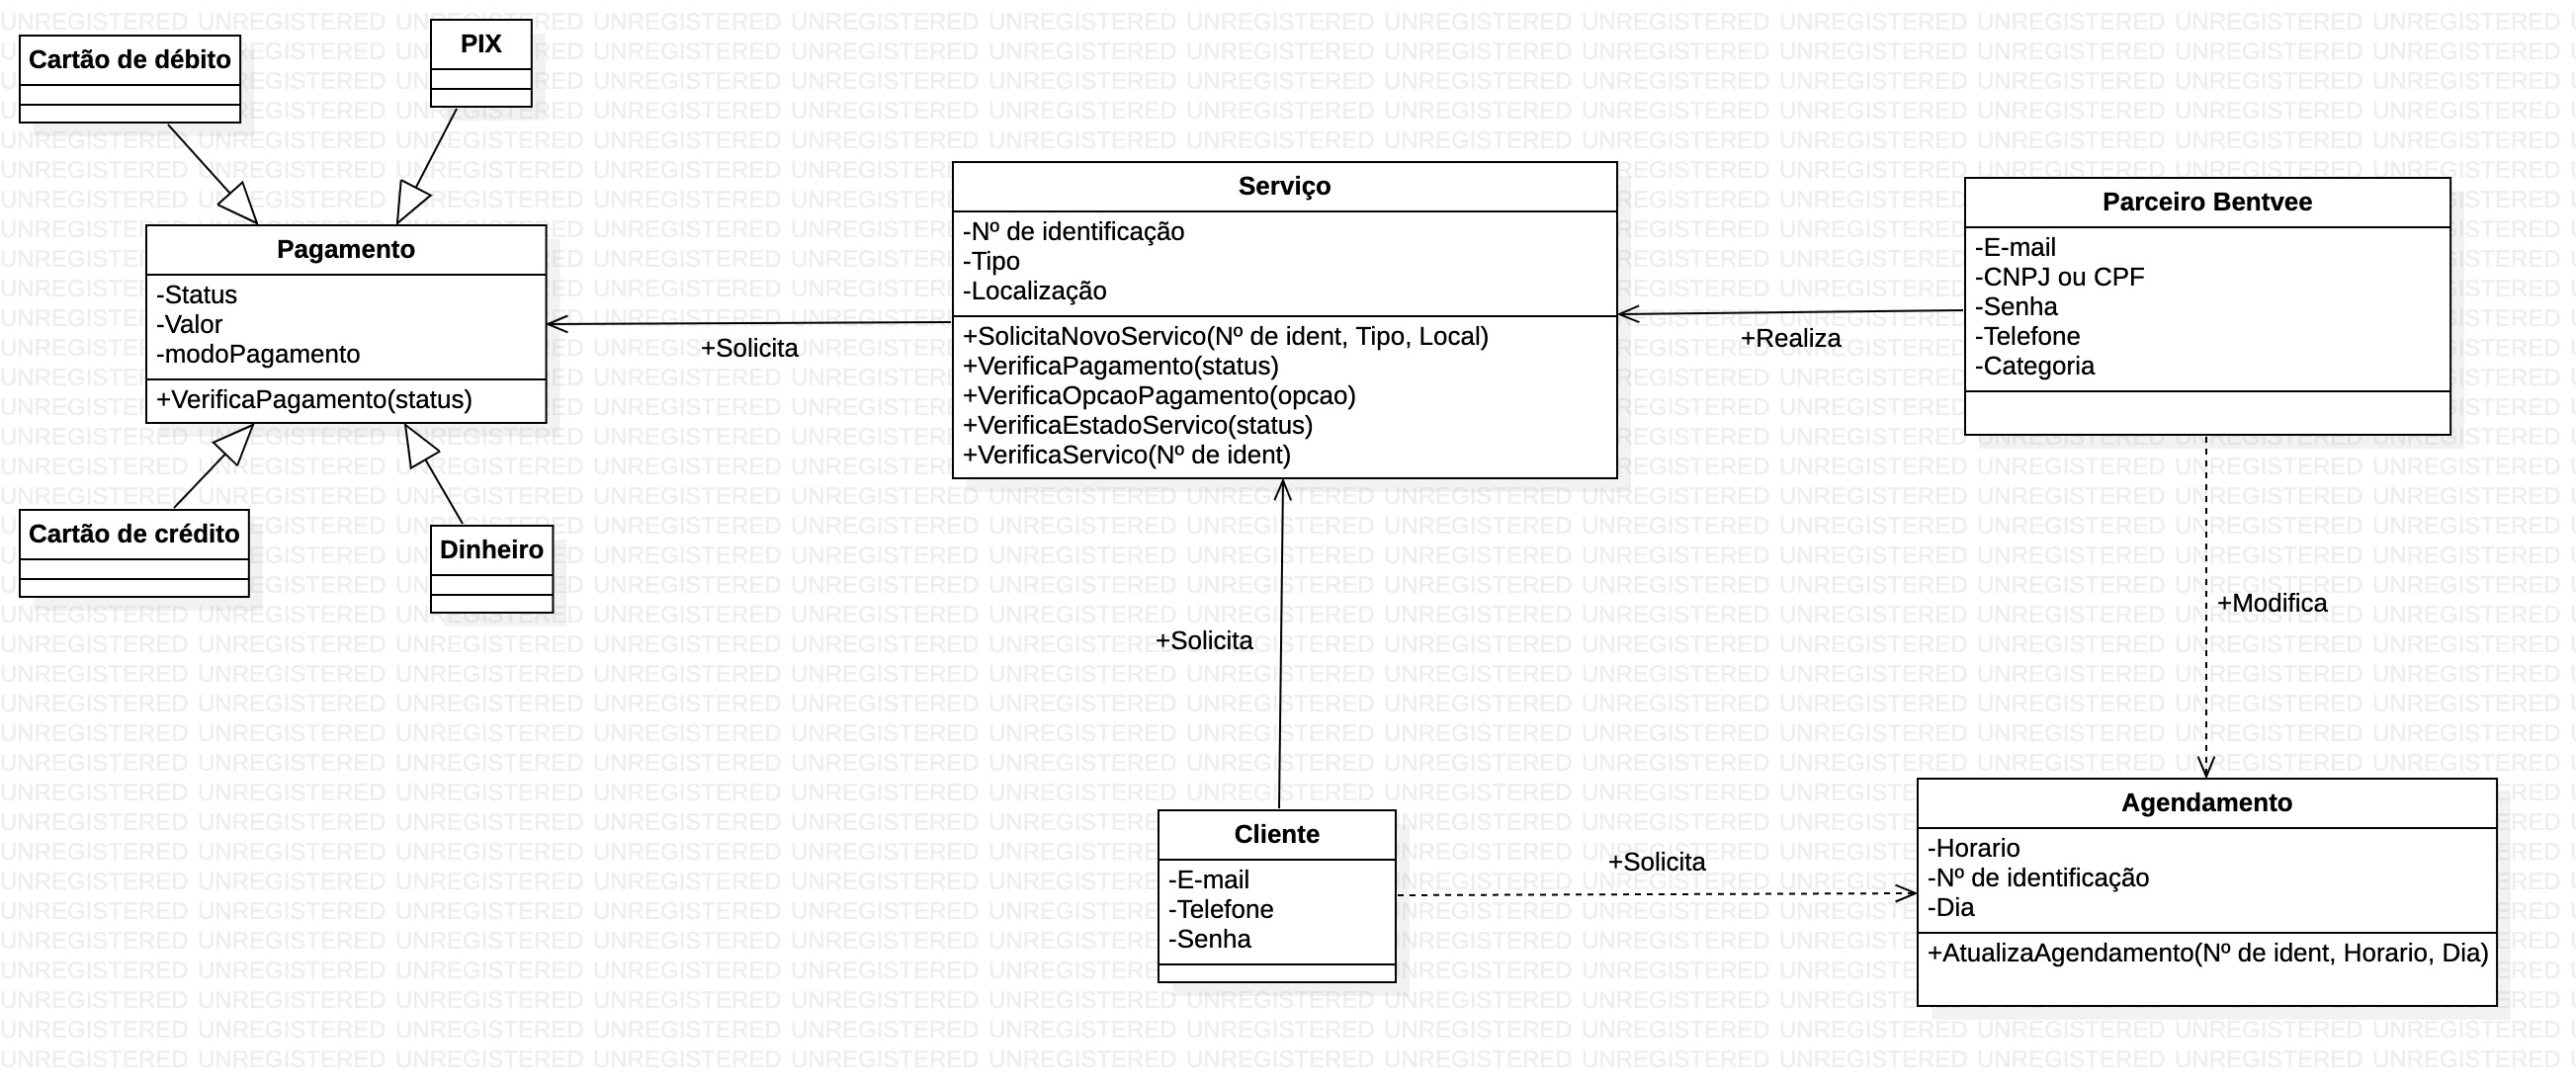 Cartão de débito
PIX
Pagamento
-Status
-Valor
-modoPagamento
+VerificaPagamento(status)
Cartão de crédito
Dinheiro
+Solicita
Serviço
-Nº de identificação
-Tipo
-Localização
+SolicitaNovoServico(Nº de ident, Tipo, Local)
+VerificaPagamento(status)
+VerificaOpcaoPagamento(opcao)
+VerificaEstadoServico(status)
+VerificaServico(Nº de ident)
+Realiza
Parceiro Bentvee
-E-mail
-CNPJ ou CPF
-Senha
-Telefone
-Categoria
+Solicita
+Modifica
Cliente
-E-mail
-Telefone
-Senha
+Solicita
Agendamento
-Horario
-Nº de identificação
-Dia
+AtualizaAgendamento(Nº de ident, Horario, Dia)
UNREGISTERED